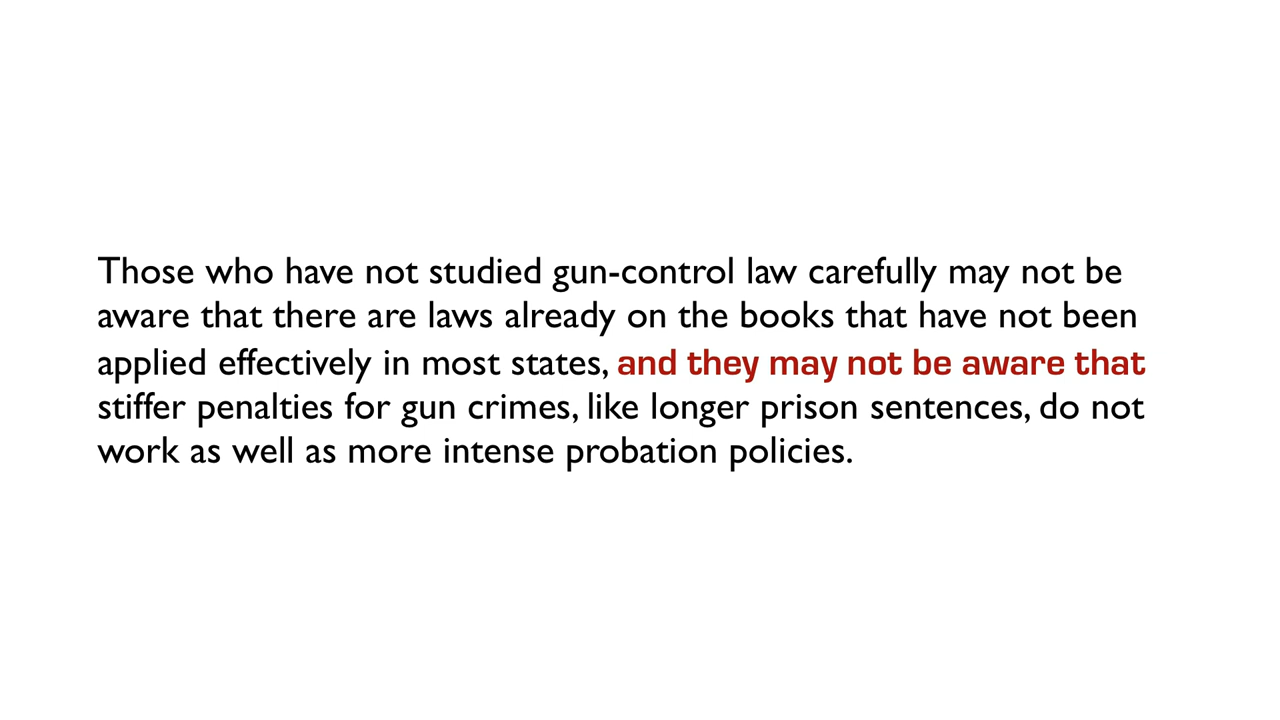 Those who have not studied gun-control law carefully may not be
aware that there are laws already on the books that have not been
applied effectively in most states, and they may not be aware that
stiffer penalties for gun crimes, like longer prison sentences, do not
work as well as more intense probation policies.